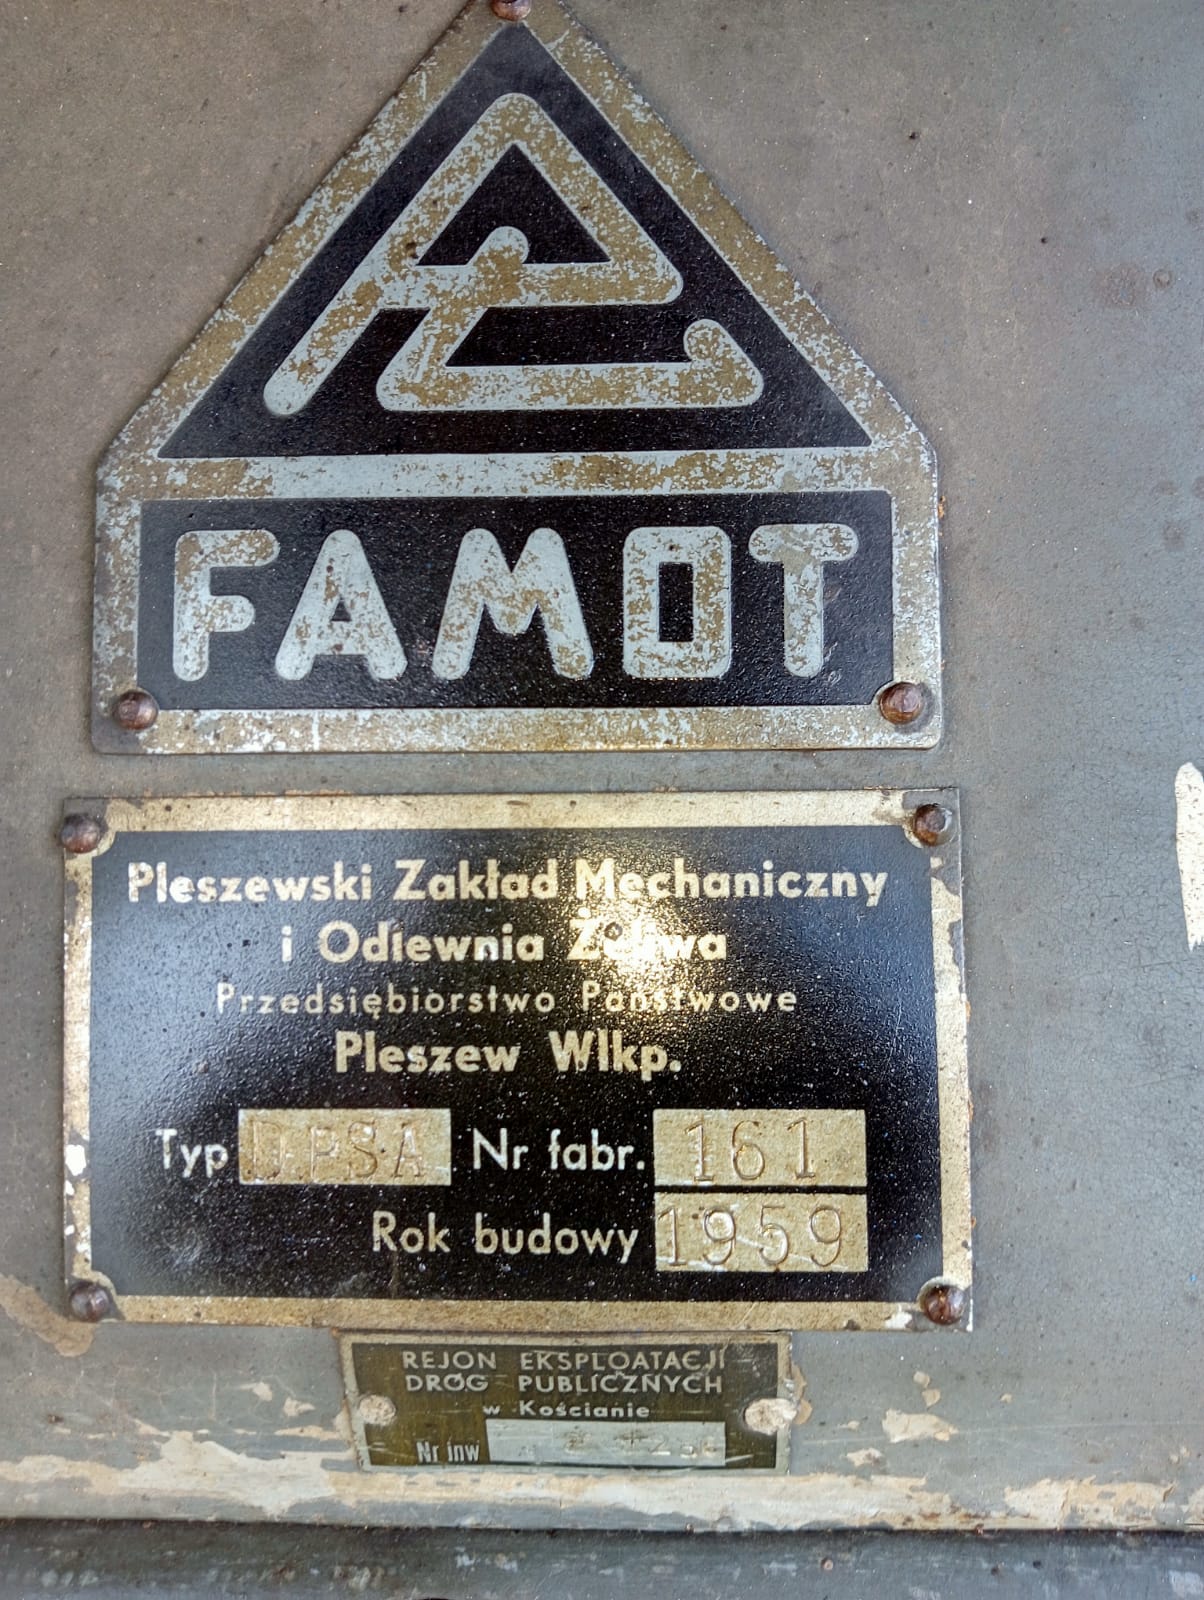 FAMOT
Pleszewski Zakład Mechaniczny
i Odlewnia Żeliwa
Przedsiębiorstwo Państwowe
Pleszew Wlkp.
Typ DPSA Nr fabr. 161
Rok budowy 1959
REJON EKSPLOATACJI
DRÓG PUBLICZNYCH
w Kościanie
Nr inw